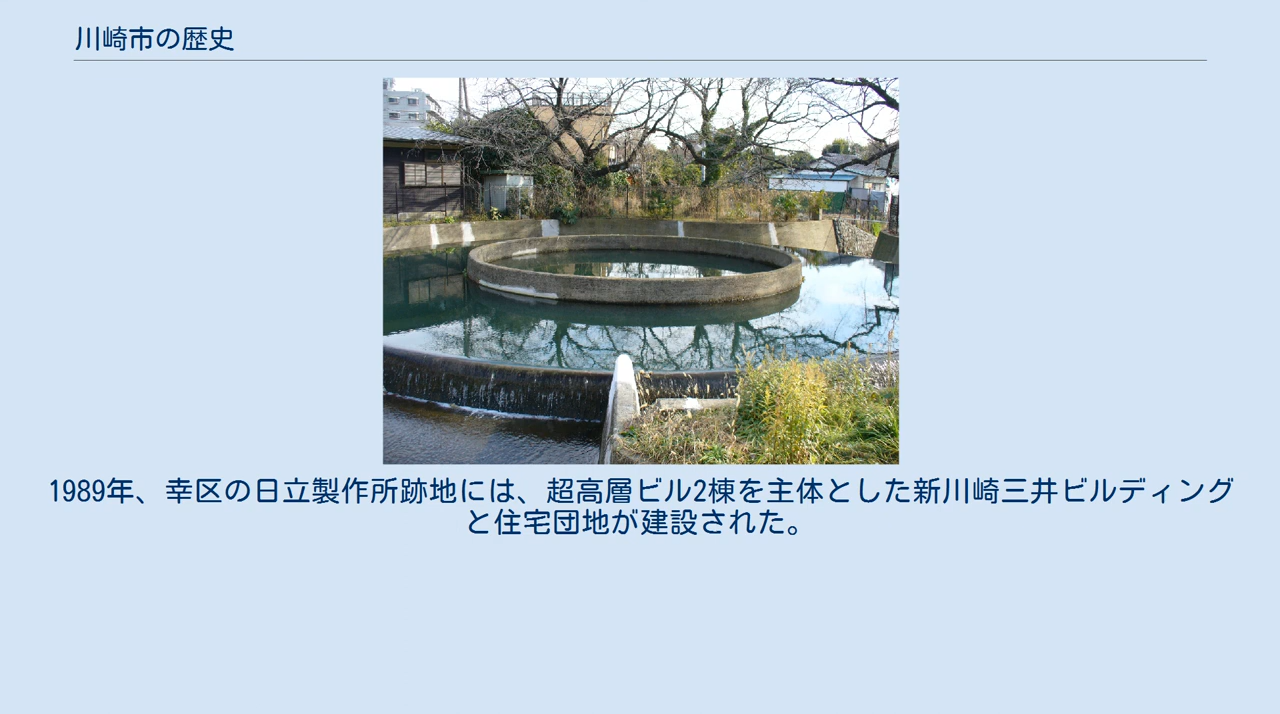 川崎市の歴史
1989年、幸区の日立製作所跡地には、超高層ビル2棟を主体とした新川崎三井ビルディング
と住宅団地が建設された。